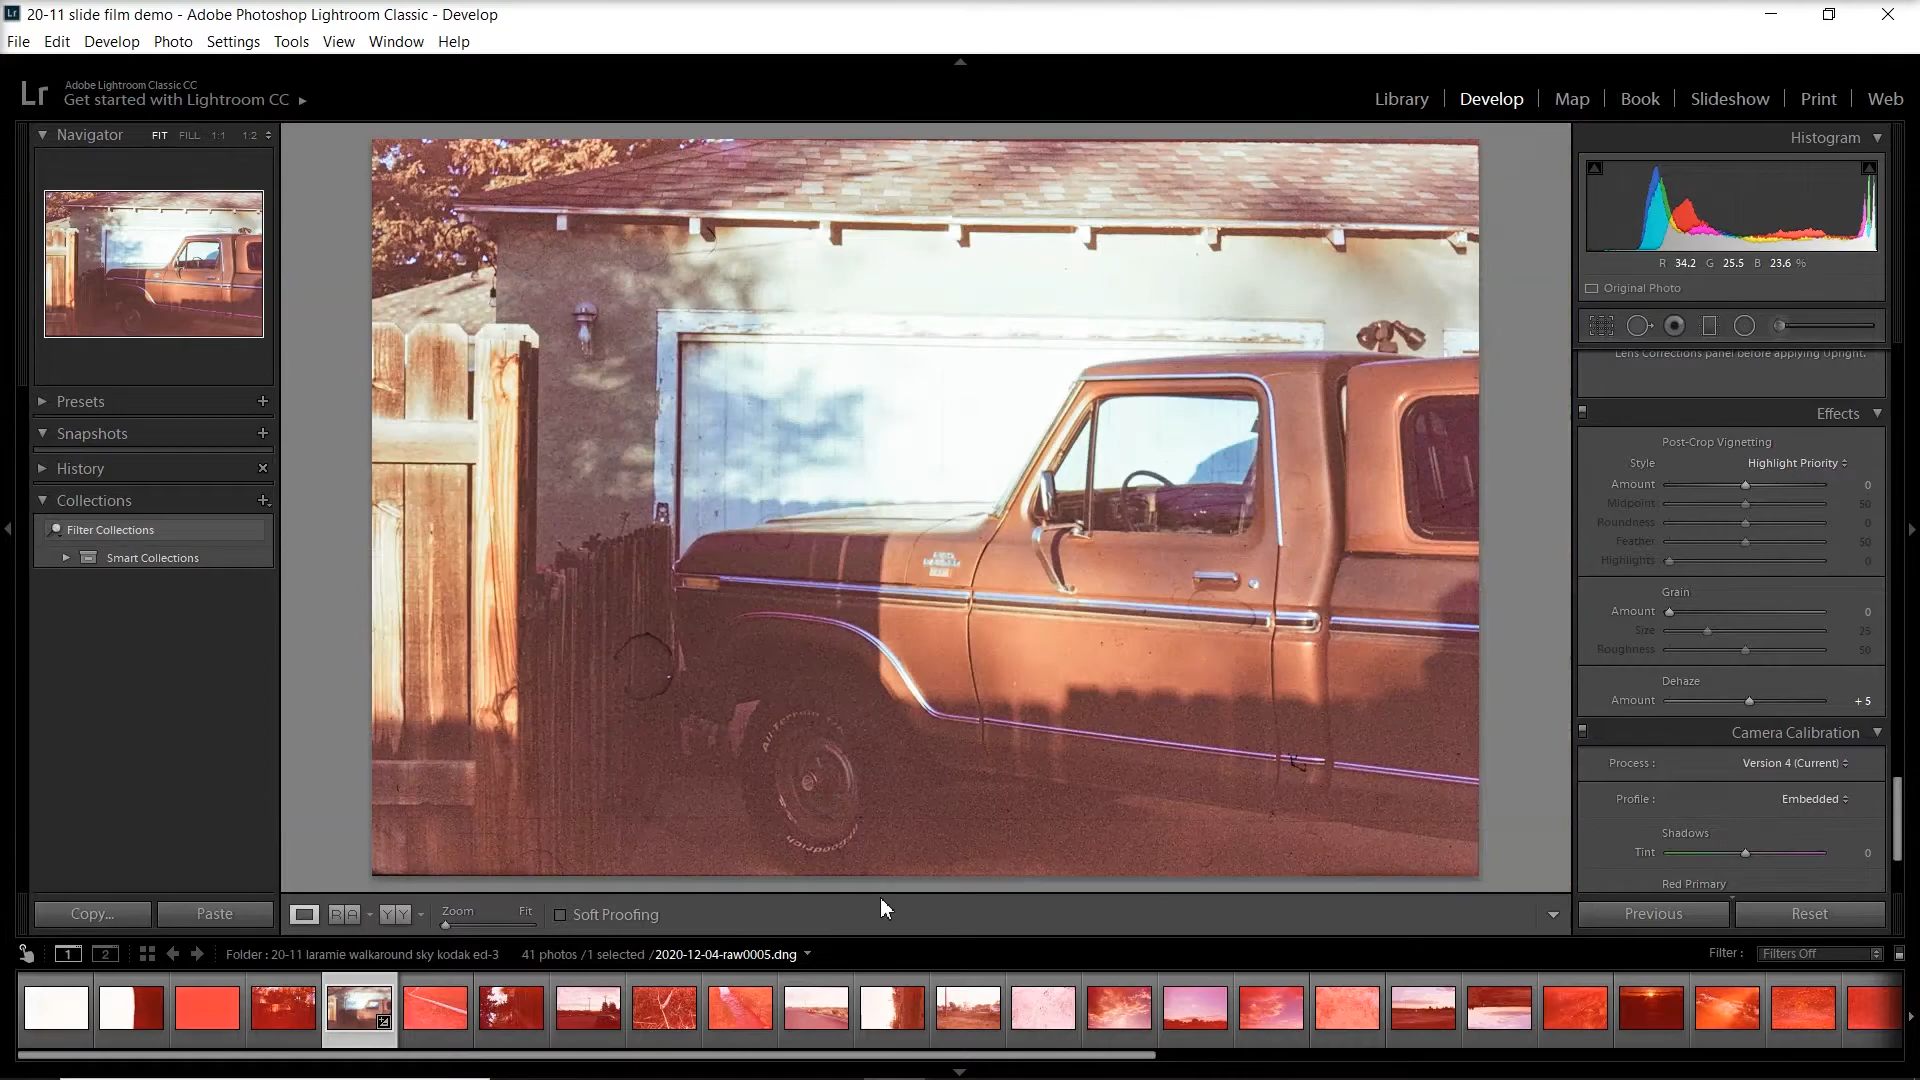 Lr 20-11 slide film demo - Adobe Photoshop Lightroom Classic - Develop
File Edit Develop Photo Settings Tools View Window Help
Lr Adobe Lightroom Classic CC
Get started with Lightroom CC
Library Develop Map Book Slideshow Print Web
Navigator FIT FILL 1:1 1:2
Presets
Snapshots
History
Collections
Filter Collections
Smart Collections
Copy... Paste
All-Terrain T/A
BFGoodrich
Histogram
R 34.2 G 25.5 B 23.6 %
Original Photo
Lens Corrections panel before applying Upright.
Effects
Post-Crop Vignetting
Style Highlight Priority
Amount 0
Midpoint 50
Roundness 0
Feather 50
Highlights 0
Grain
Amount 0
Size 25
Roughness 50
Dehaze
Amount + 5
Camera Calibration
Process : Version 4 (Current)
Profile : Embedded
Shadows
Tint 0
Red Primary
Previous Reset
R A Y Y Zoom Fit Soft Proofing
1 2 Folder : 20-11 laramie walkaround sky kodak ed-3 41 photos / 1 selected / 2020-12-04-raw0005.dng Filter : Filters Off